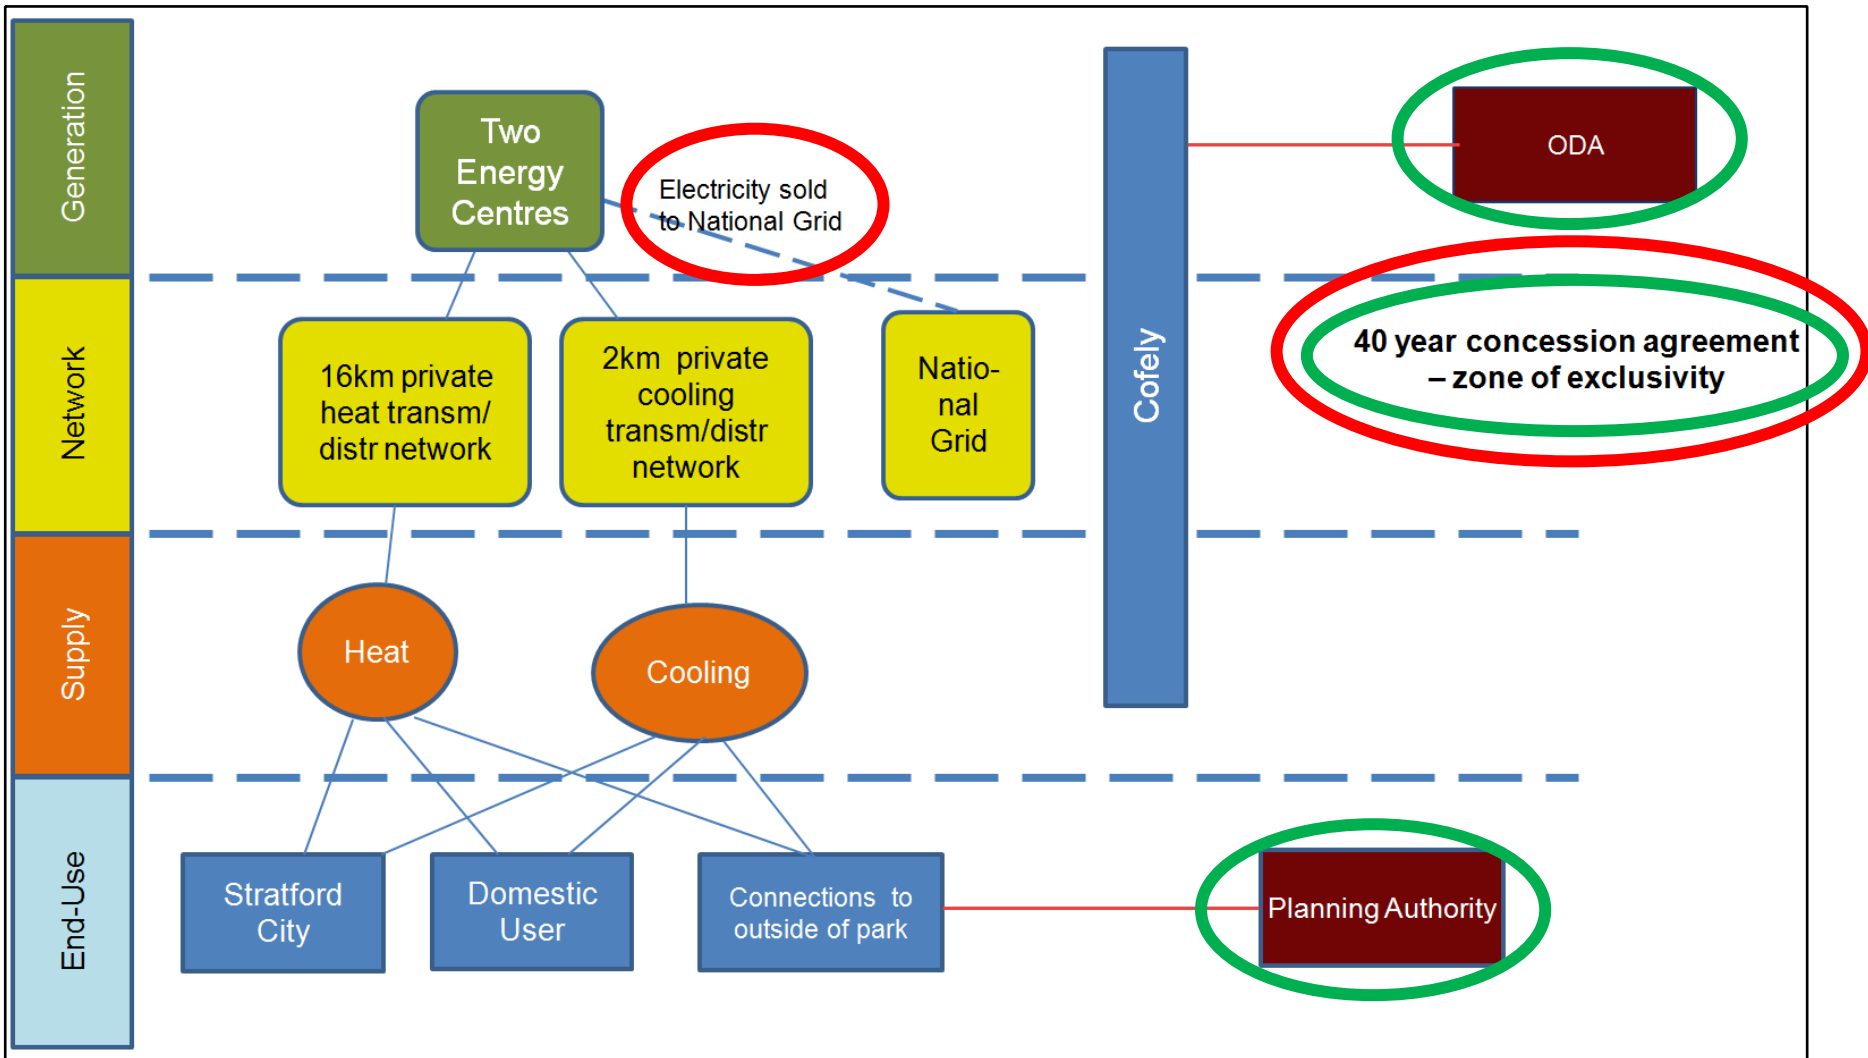 Generation
Two
Energy
Centres
Electricity sold
to National Grid
ODA
Network
16km private
heat transm/
distr network
2km private
cooling
transm/distr
network
Natio-
nal
Grid
Cofely
40 year concession agreement
– zone of exclusivity
Supply
Heat
Cooling
End-Use
Stratford
City
Domestic
User
Connections to
outside of park
Planning Authority